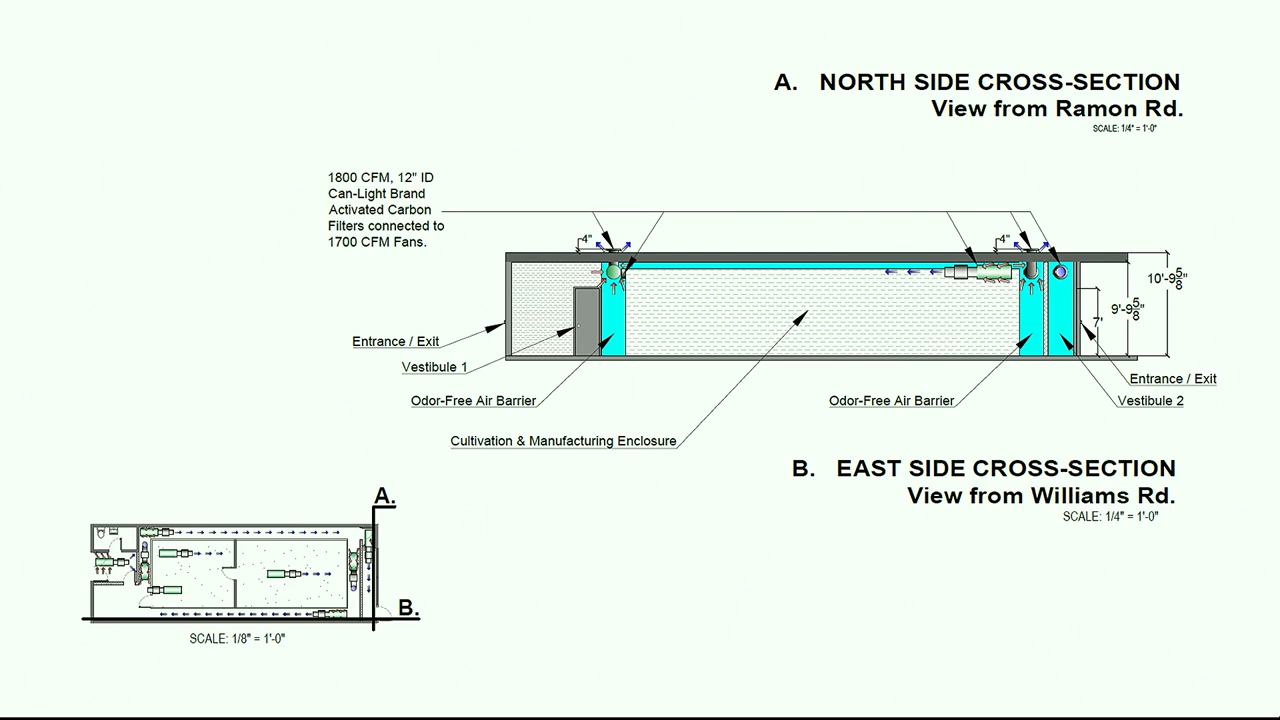 A. NORTH SIDE CROSS-SECTION
View from Ramon Rd.
SCALE: 1/4" = 1'-0"
1800 CFM, 12" ID
Can-Light Brand
Activated Carbon
Filters connected to
1700 CFM Fans.
4"
4"
10'-9 5/8"
9'-9 5/8"
7'
Entrance / Exit
Vestibule 1
Entrance / Exit
Odor-Free Air Barrier
Odor-Free Air Barrier
Vestibule 2
Cultivation & Manufacturing Enclosure
B. EAST SIDE CROSS-SECTION
View from Williams Rd.
SCALE: 1/4" = 1'-0"
A.
B.
SCALE: 1/8" = 1'-0"